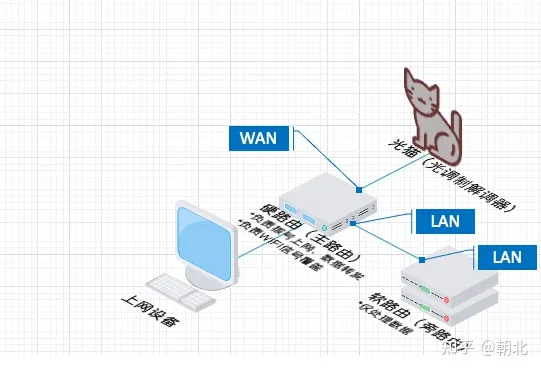 WAN
光猫（光调制解调器）
硬路由（主路由）
*负责拨号上网，数据转发
*负责WIFI信号覆盖
LAN
LAN
上网设备
软路由（旁路
*仅处理数据
知乎 @朝北